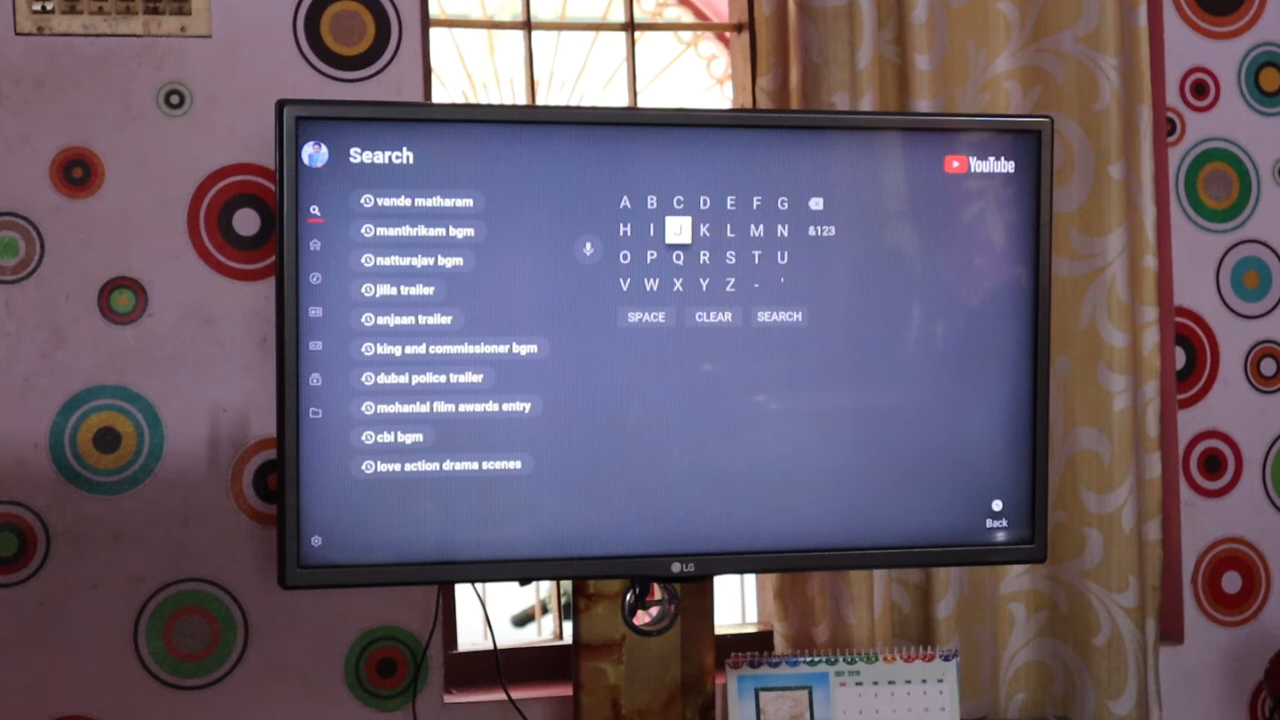 Search
YouTube
vande matharam
manthrikam bgm
natturajav bgm
jilla trailer
anjaan trailer
king and commissioner bgm
dubai police trailer
mohanlal film awards entry
cbi bgm
love action drama scenes
A B C D E F G
H I J K L M N &123
O P Q R S T U
V W X Y Z - '
SPACE CLEAR SEARCH
Back
LG